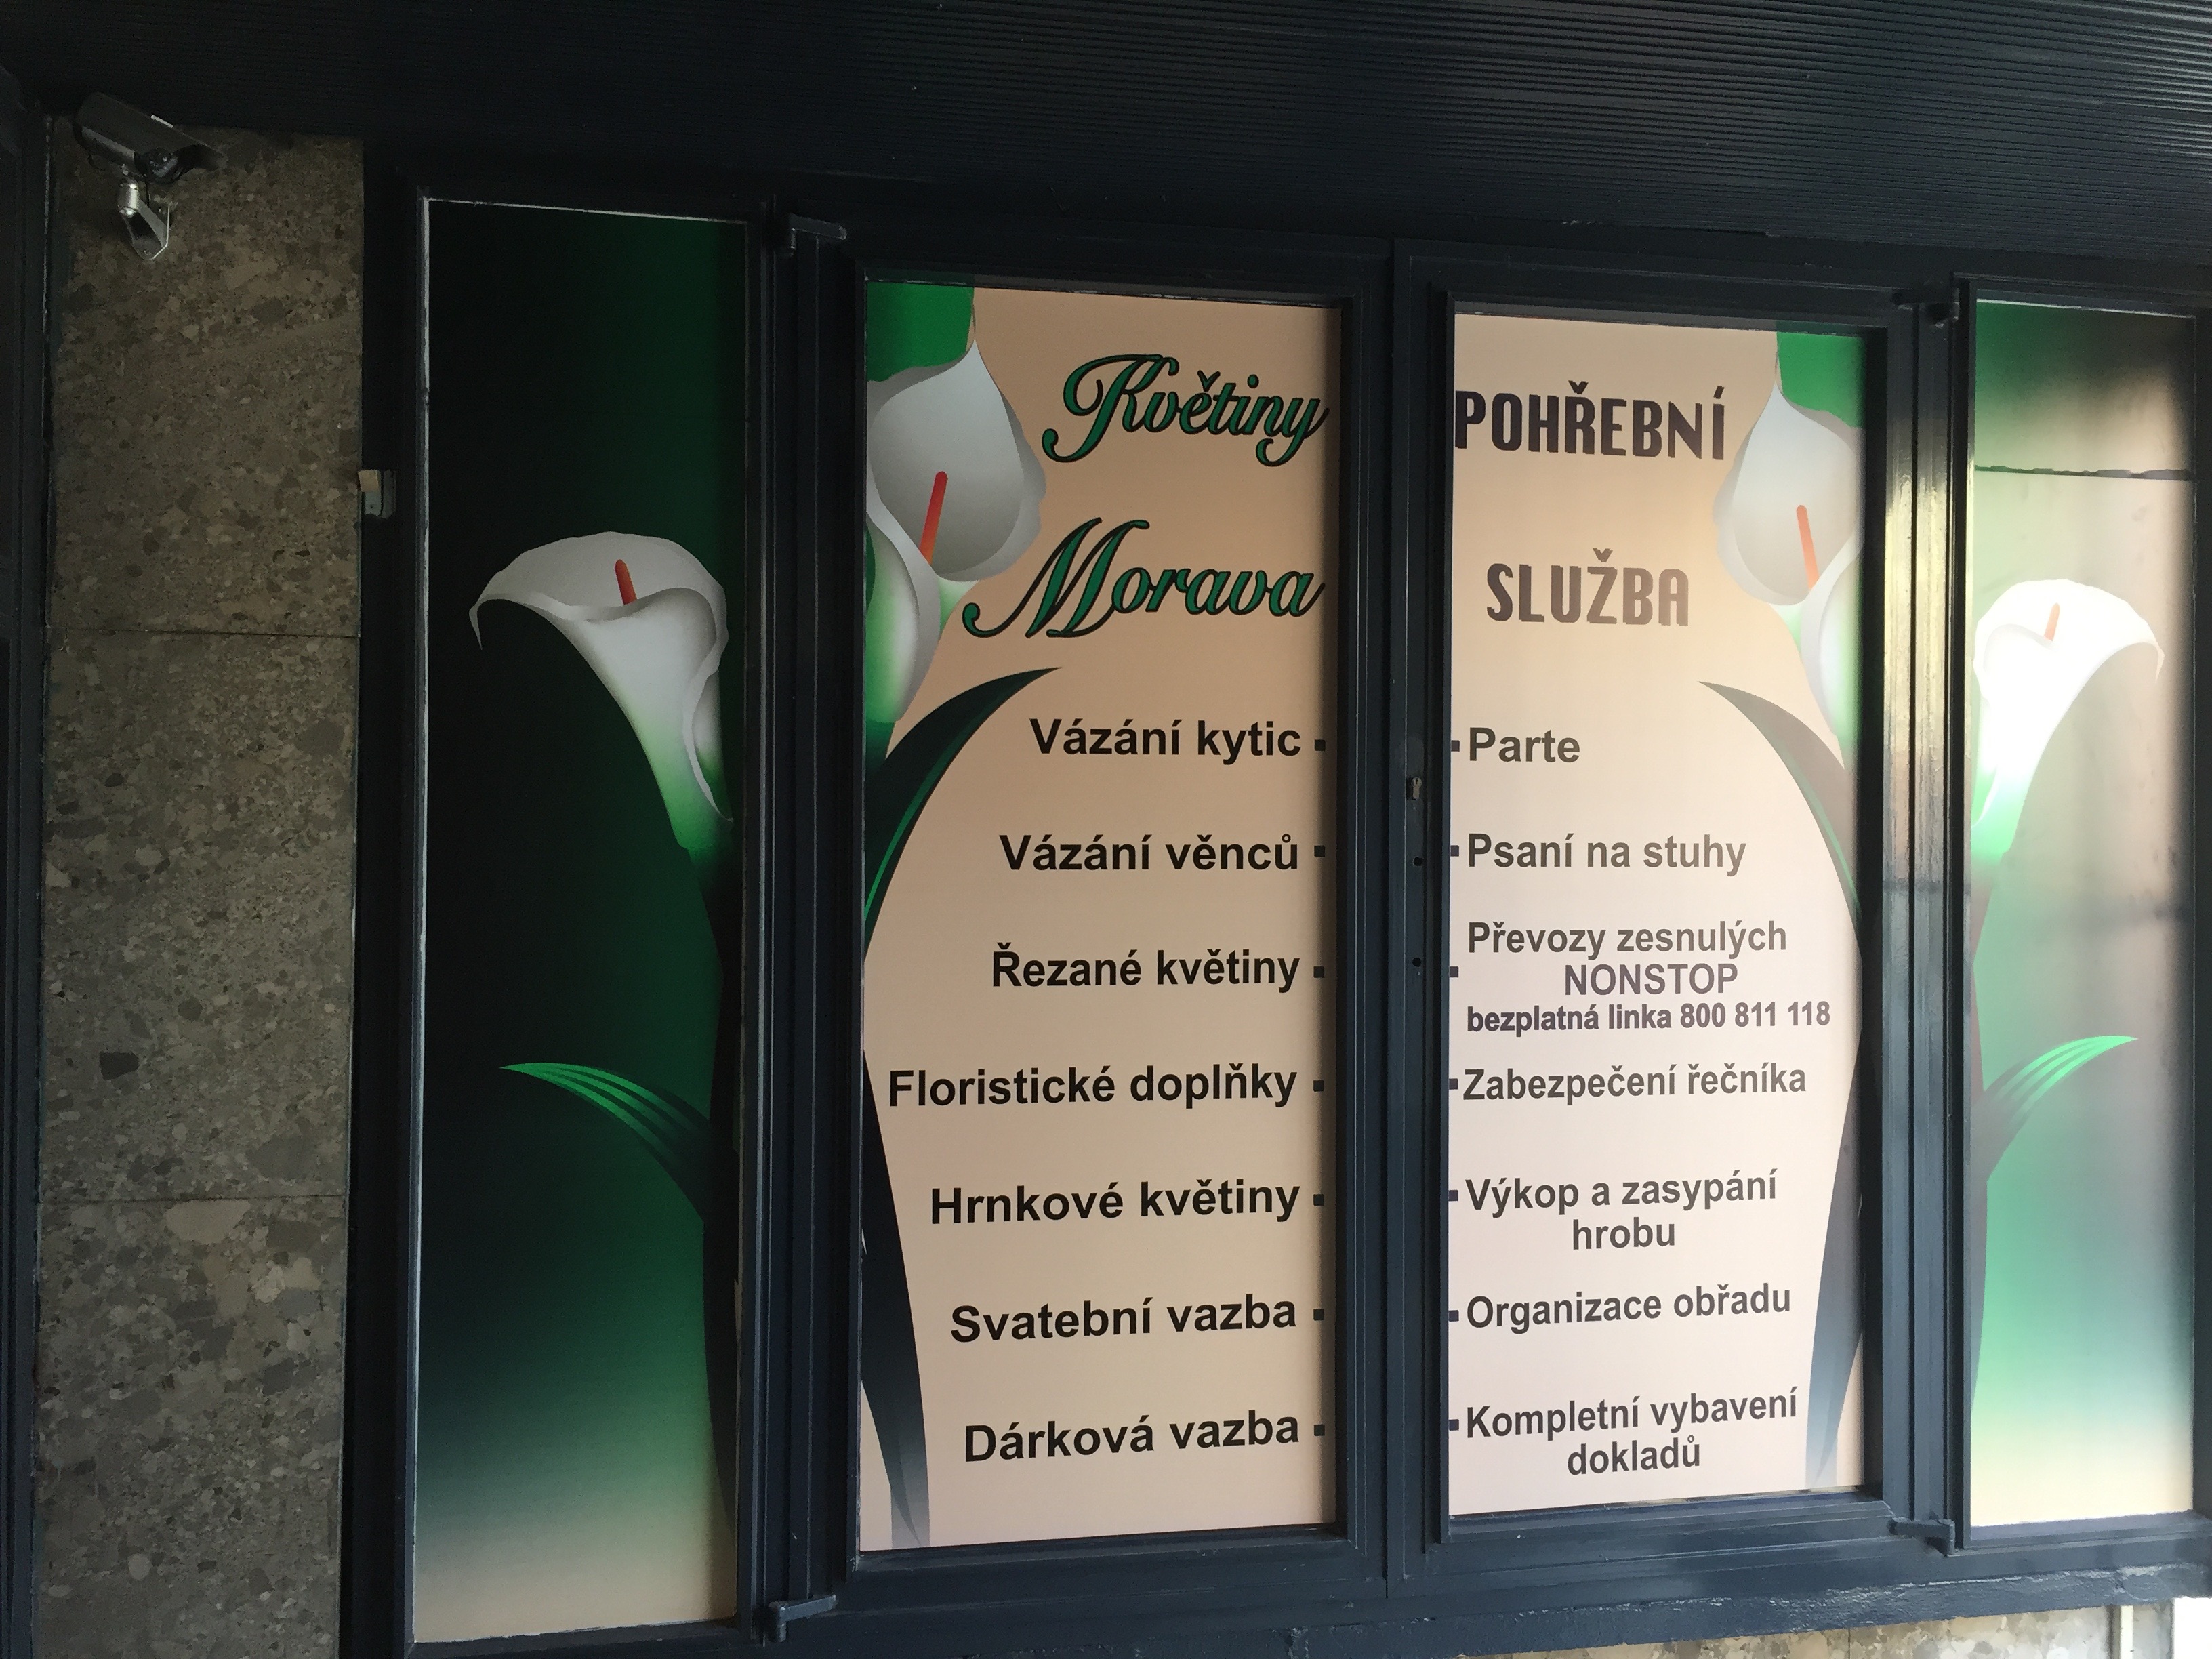 Květiny
Morava
Vázání kytic
Vázání věnců
Řezané květiny
Floristické doplňky
Hrnkové květiny
Svatební vazba
Dárková vazba
POHŘEBNÍ
SLUŽBA
Parte
Psaní na stuhy
Převozy zesnulých
NONSTOP
bezplatná linka 800 811 118
Zabezpečení řečníka
Výkop a zasypání
hrobu
Organizace obřadu
Kompletní vybavení
dokladů